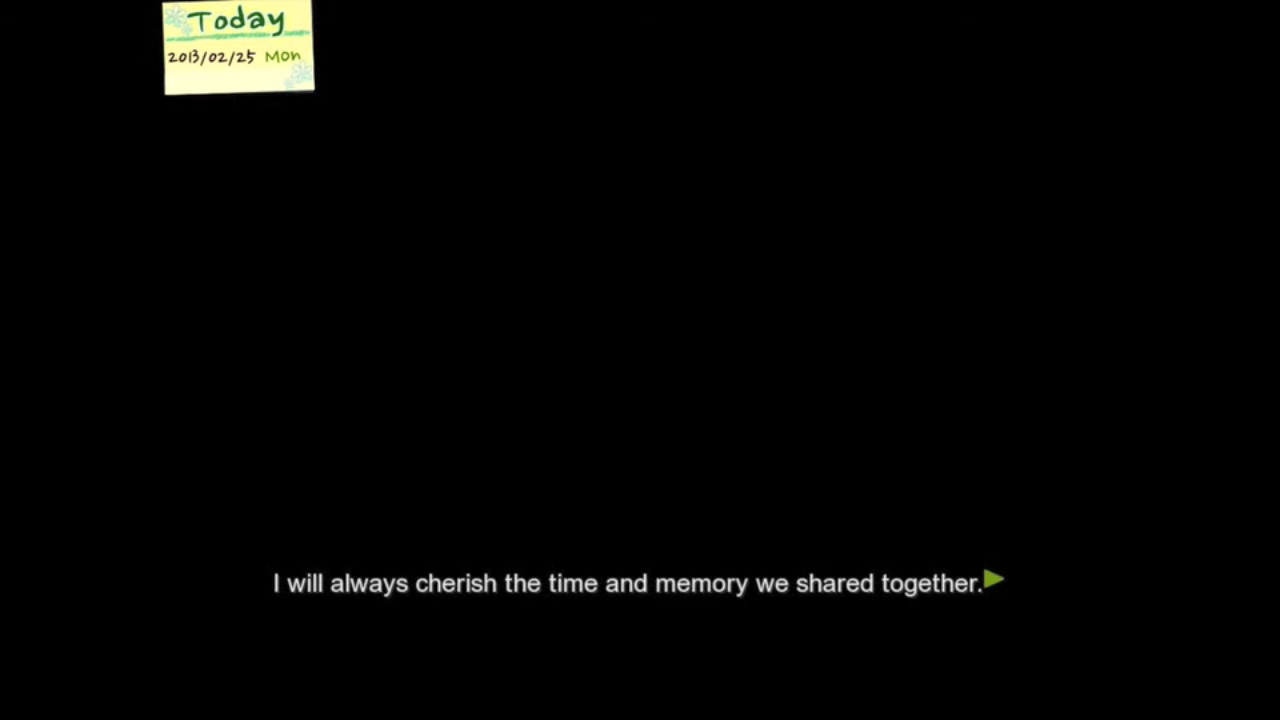 Today
2013/02/25 Mon
I will always cherish the time and memory we shared together.